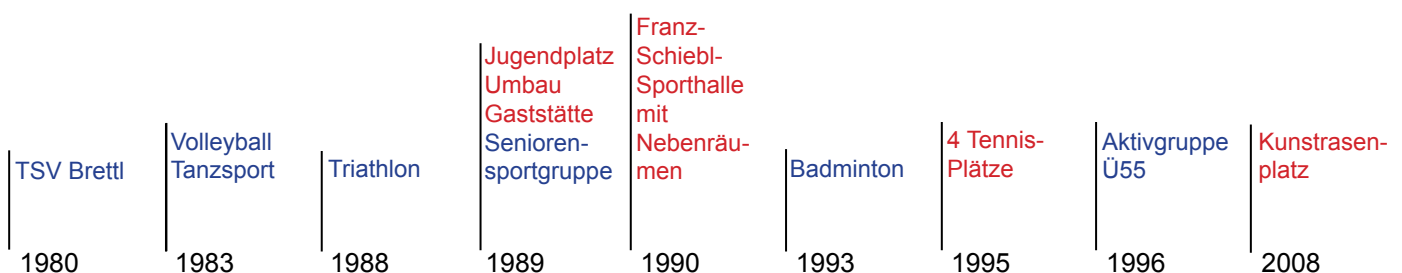 TSV Brettl
1980
Volleyball
Tanzsport
1983
Triathlon
1988
Jugendplatz
Umbau
Gaststätte
Senioren-
sportgruppe
1989
Franz-
Schiebl-
Sporthalle
mit
Nebenräu-
men
1990
Badminton
1993
4 Tennis-
Plätze
1995
Aktivgruppe
Ü55
1996
Kunstrasen-
platz
2008